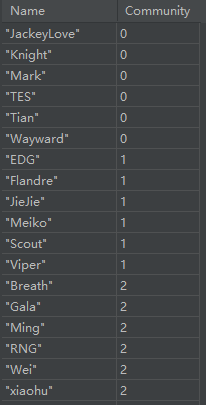 Name Community
"JackeyLove" 0
"Knight" 0
"Mark" 0
"TES" 0
"Tian" 0
"Wayward" 0
"EDG" 1
"Flandre" 1
"JieJie" 1
"Meiko" 1
"Scout" 1
"Viper" 1
"Breath" 2
"Gala" 2
"Ming" 2
"RNG" 2
"Wei" 2
"xiaohu" 2